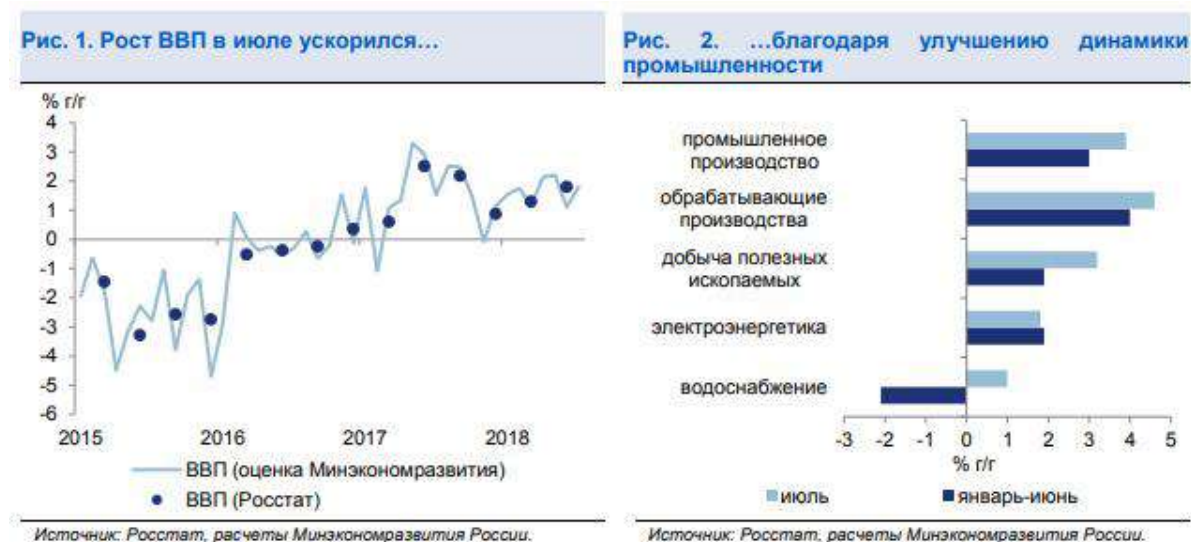 Рис. 1. Рост ВВП в июле ускорился…
% г/г
4
3
2
1
0
-1
-2
-3
-4
-5
-6
2015 2016 2017 2018
ВВП (оценка Минэкономразвития)
ВВП (Росстат)
Источник: Росстат, расчеты Минэкономразвития России.
Рис. 2. …благодаря улучшению динамики
промышленности
промышленное
производство
обрабатывающие
производства
добыча полезных
ископаемых
электроэнергетика
водоснабжение
-3 -2 -1 0 1 2 3 4 5
% г/г
июль январь-июнь
Источник: Росстат, расчеты Минэкономразвития России.